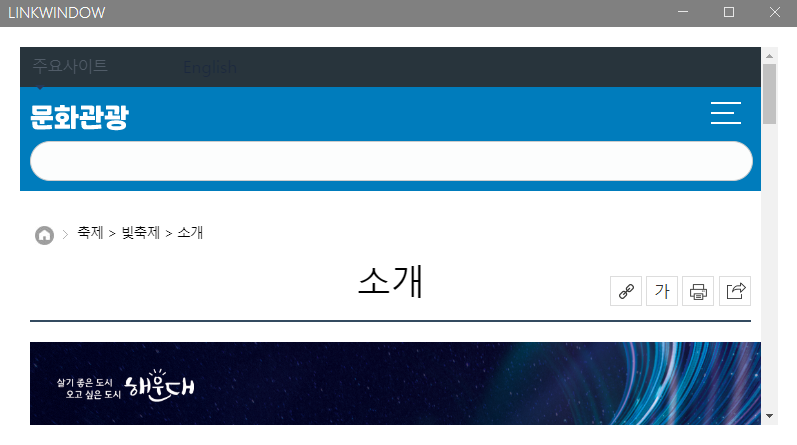 LINKWINDOW
주요사이트 English
문화관광
축제 > 빛축제 > 소개
소개
가
살기 좋은 도시
오고 싶은 도시 해운대